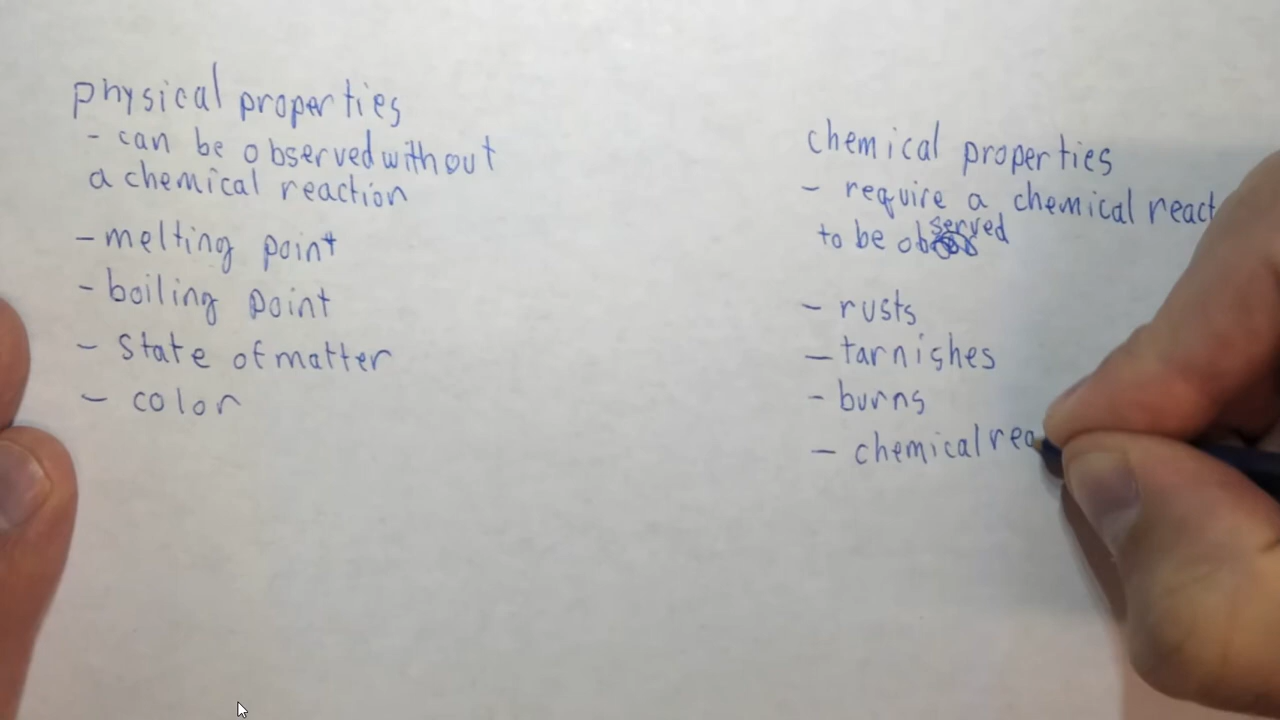 physical properties
- can be observed without
a chemical reaction
- melting point
- boiling point
- state of matter
- color
chemical properties
- require a chemical react
to be observed
- rusts
- tarnishes
- burns
- chemical rea